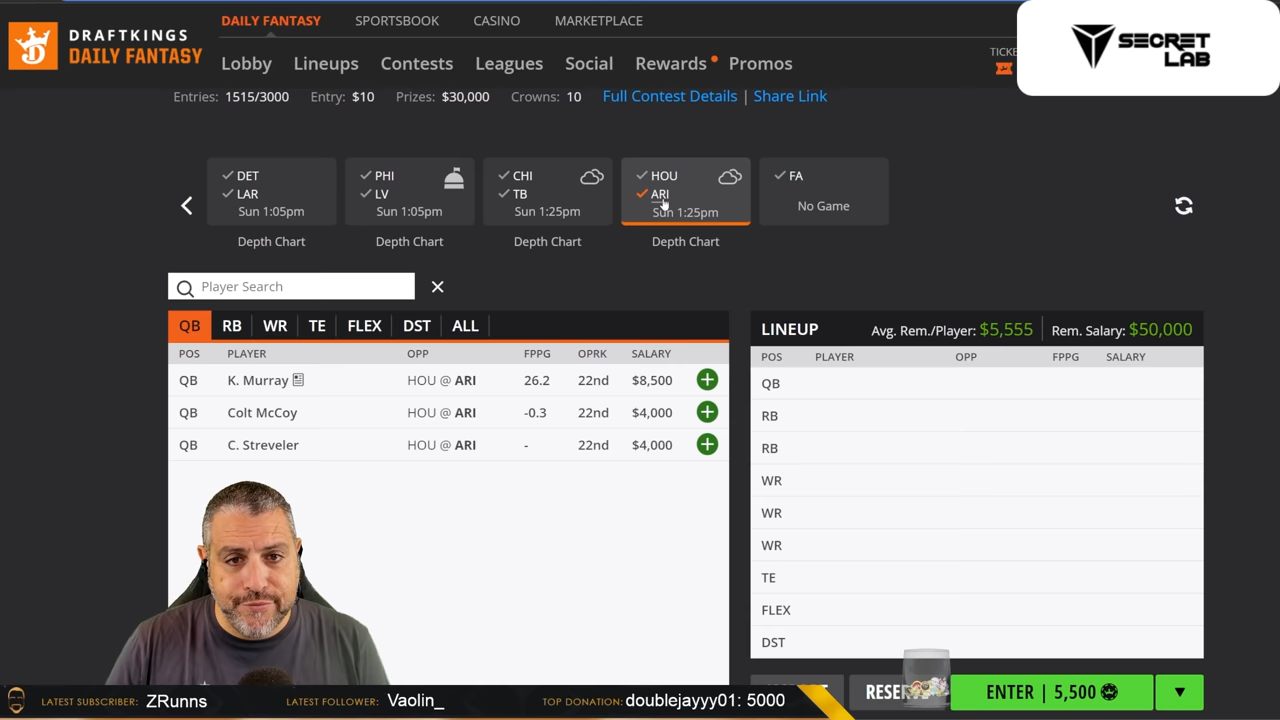 DAILY FANTASY SPORTSBOOK CASINO MARKETPLACE
DRAFTKINGS
DAILY FANTASY
Lobby Lineups Contests Leagues Social Rewards Promos
SECRET
LAB
Entries: 1515/3000 Entry: $10 Prizes: $30,000 Crowns: 10 Full Contest Details | Share Link
DET
LAR
Sun 1:05pm
Depth Chart
PHI
LV
Sun 1:05pm
Depth Chart
CHI
TB
Sun 1:25pm
Depth Chart
HOU
ARI
Sun 1:25pm
Depth Chart
FA
No Game
Player Search
QB RB WR TE FLEX DST ALL
POS PLAYER OPP FPPG OPRK SALARY
QB K. Murray HOU @ ARI 26.2 22nd $8,500
QB Colt McCoy HOU @ ARI -0.3 22nd $4,000
QB C. Streveler HOU @ ARI - 22nd $4,000
LINEUP Avg. Rem./Player: $5,555 Rem. Salary: $50,000
POS PLAYER OPP FPPG SALARY
QB
RB
RB
WR
WR
WR
TE
FLEX
DST
ENTER | 5,500
LATEST SUBSCRIBER: ZRunns LATEST FOLLOWER: Vaolin_ TOP DONATION: doublejayyy01: 5000